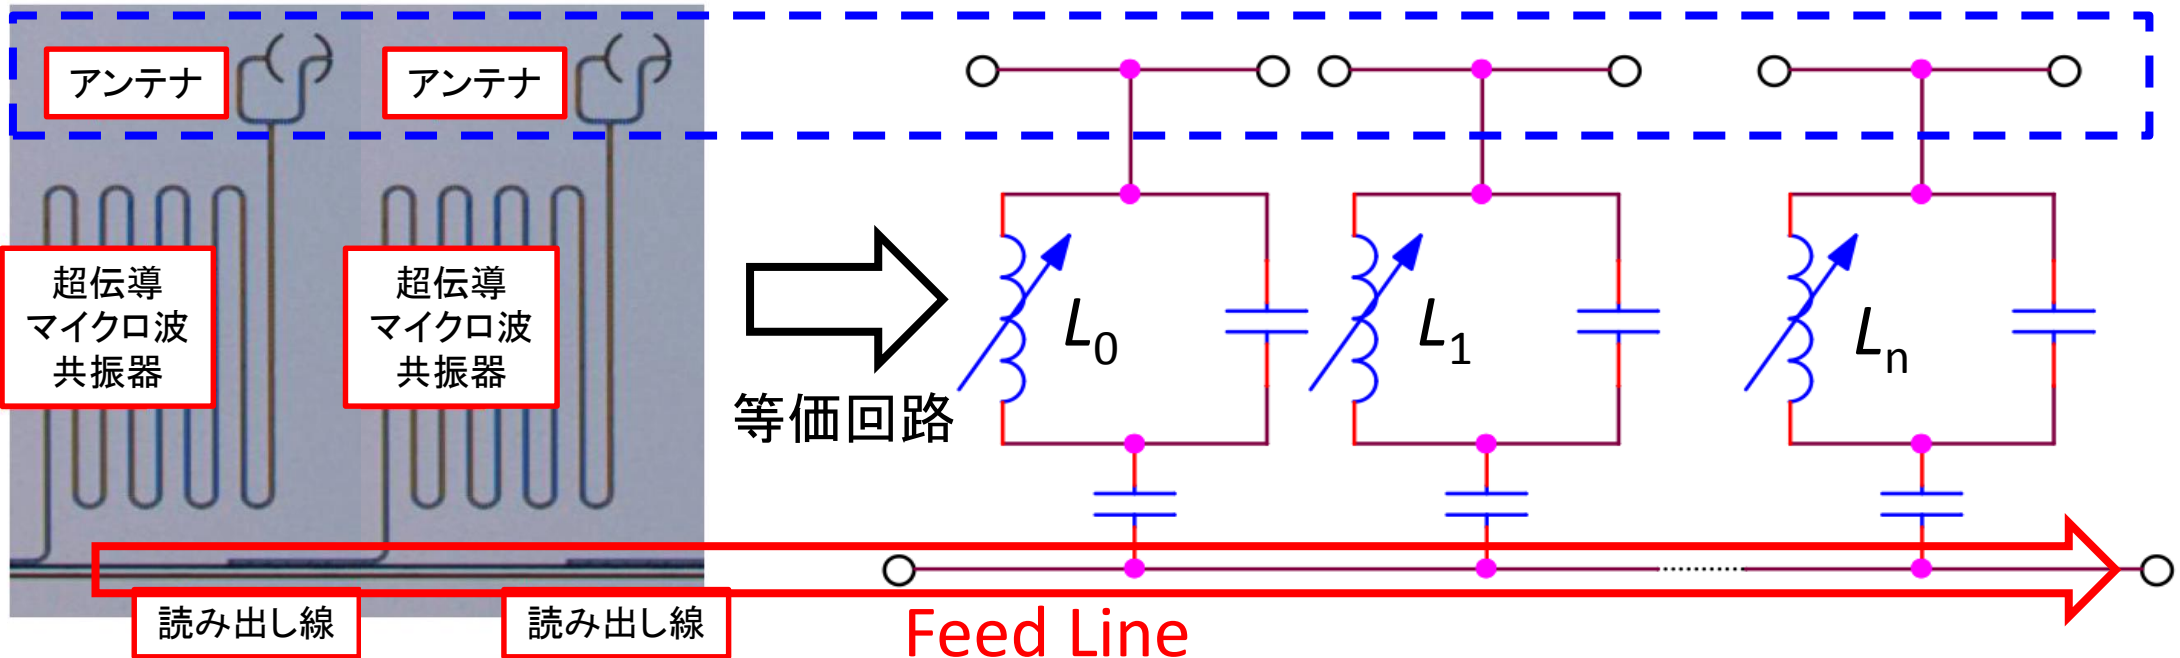 アンテナ
アンテナ
超伝導
マイクロ波
共振器
超伝導
マイクロ波
共振器
等価回路
L0
L1
Ln
読み出し線
読み出し線
Feed Line